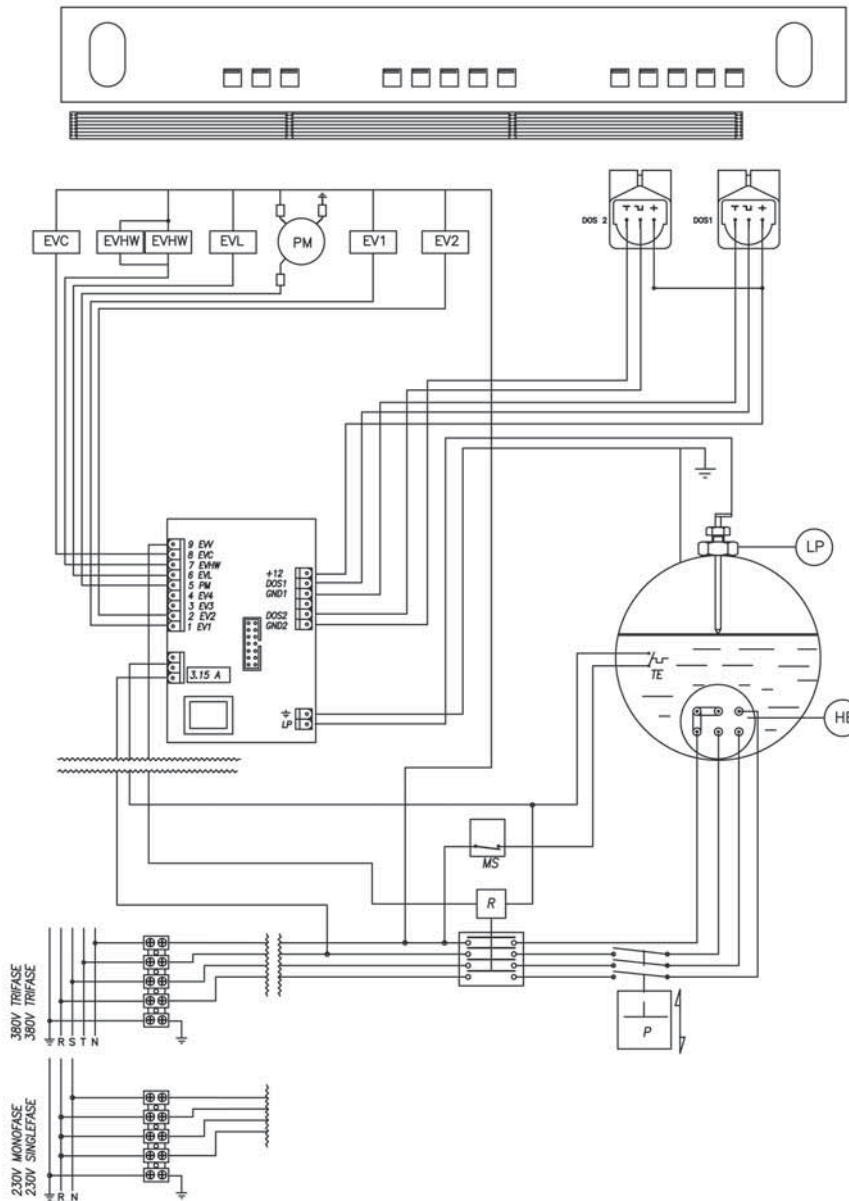 DOS 2
DOS1
EVC
EVHW
EVHW
EVL
PM
EV1
EV2
9 EVV
8 EVC
7 EVHW
6 EVL
5 PM
4 EV4
3 EV3
2 EV2
1 EV1
+12
DOS1
GND1
DOS2
GND2
3.15 A
LP
LP
TE
HE
MS
R
P
380V TRIFASE
380V TRIFASE
R S T N
230V MONOFASE
230V SINGLEFASE
R N